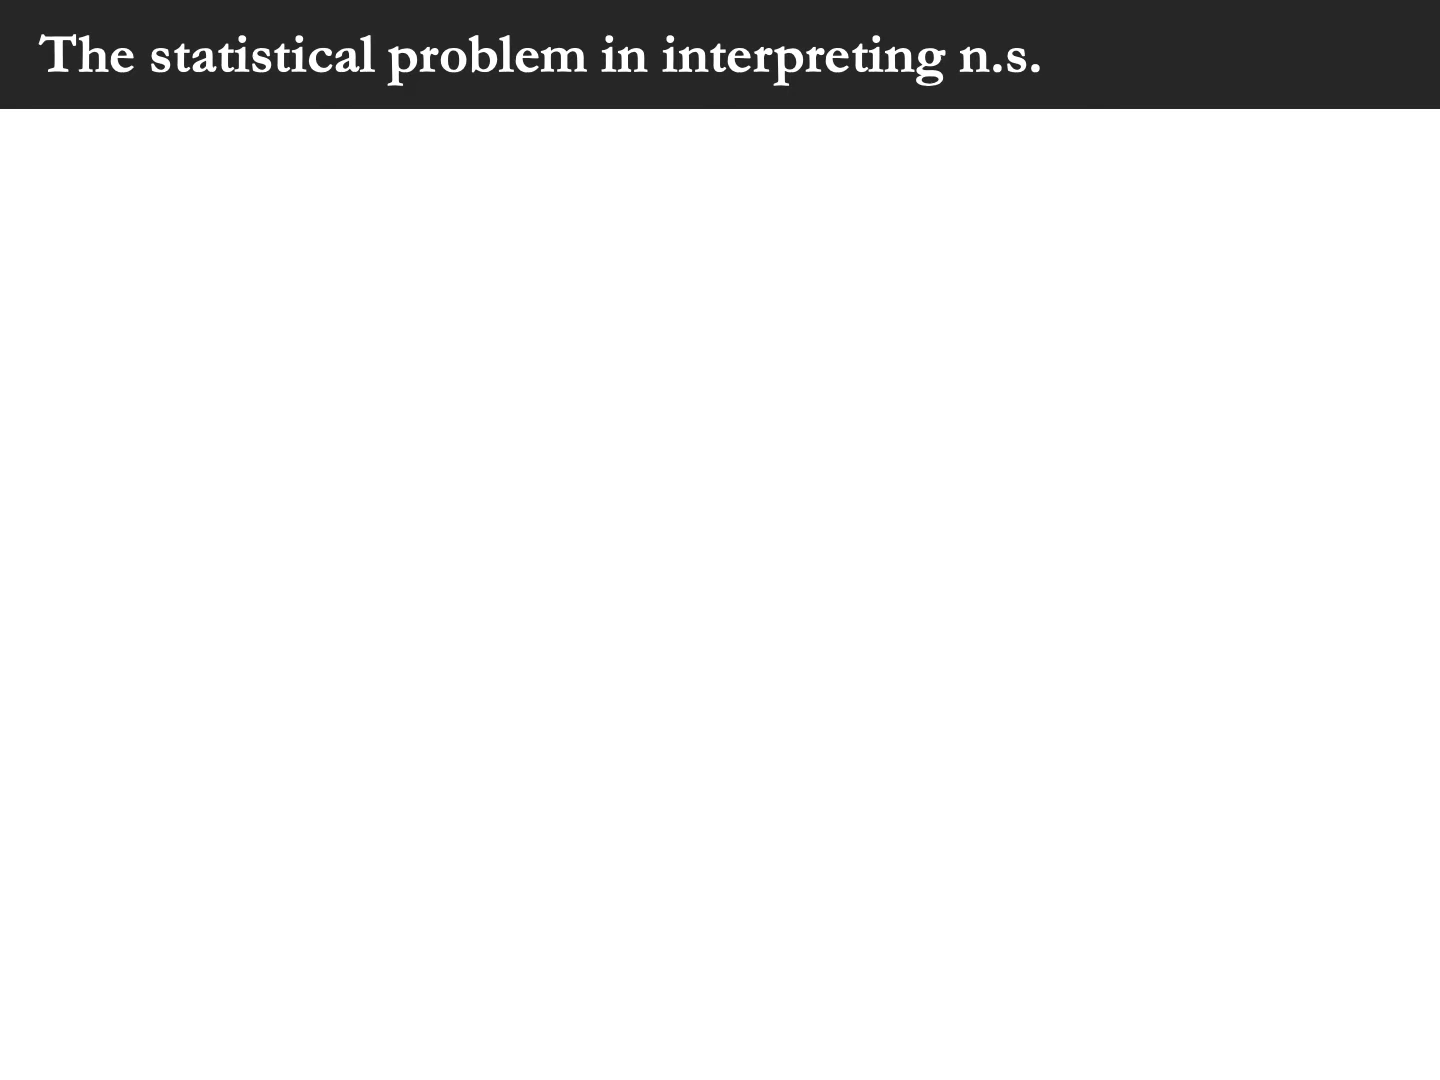 The statistical problem in interpreting n.s.